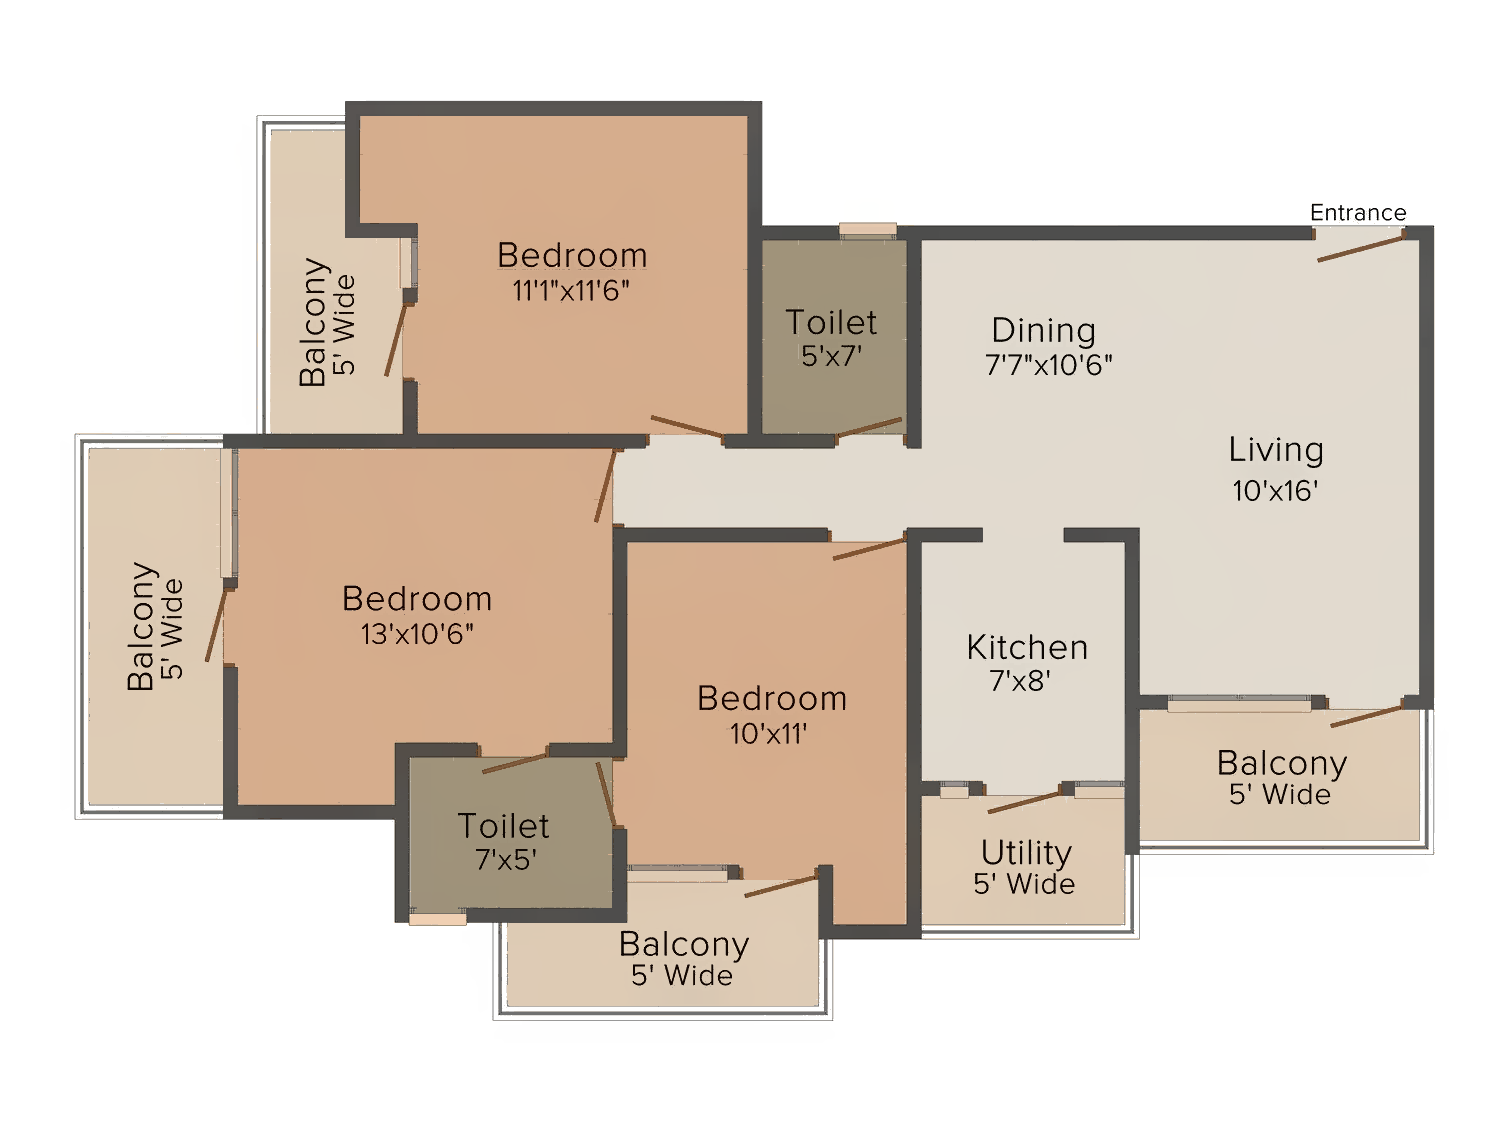 Entrance
Bedroom
11'1"x11'6"
Balcony
5' Wide
Toilet
5'x7'
Dining
7'7"x10'6"
Living
10'x16'
Balcony
5' Wide
Bedroom
13'x10'6"
Bedroom
10'x11'
Kitchen
7'x8'
Balcony
5' Wide
Toilet
7'x5'
Utility
5' Wide
Balcony
5' Wide